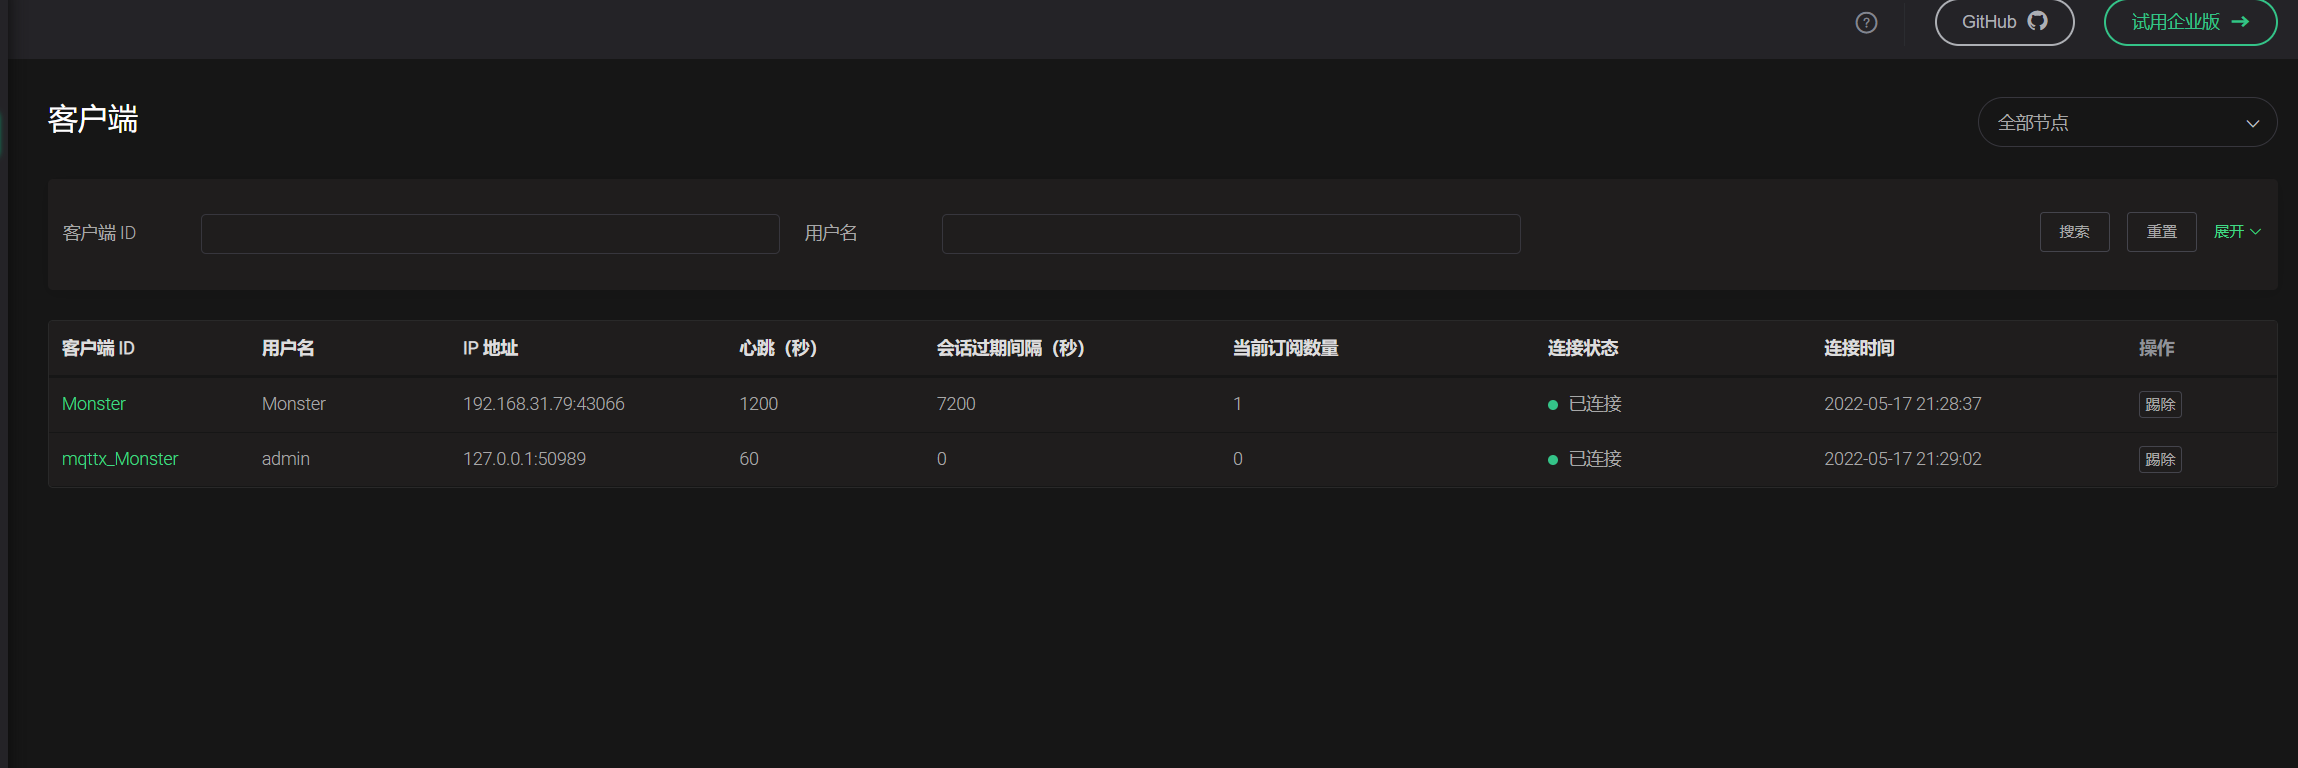 GitHub 试用企业版
客户端 全部节点
客户端 ID 用户名 搜索 重置 展开
客户端 ID 用户名 IP 地址 心跳（秒） 会话过期间隔（秒） 当前订阅数量 连接状态 连接时间 操作
Monster Monster 192.168.31.79:43066 1200 7200 1 已连接 2022-05-17 21:28:37 踢除
mqttx_Monster admin 127.0.0.1:50989 60 0 0 已连接 2022-05-17 21:29:02 踢除